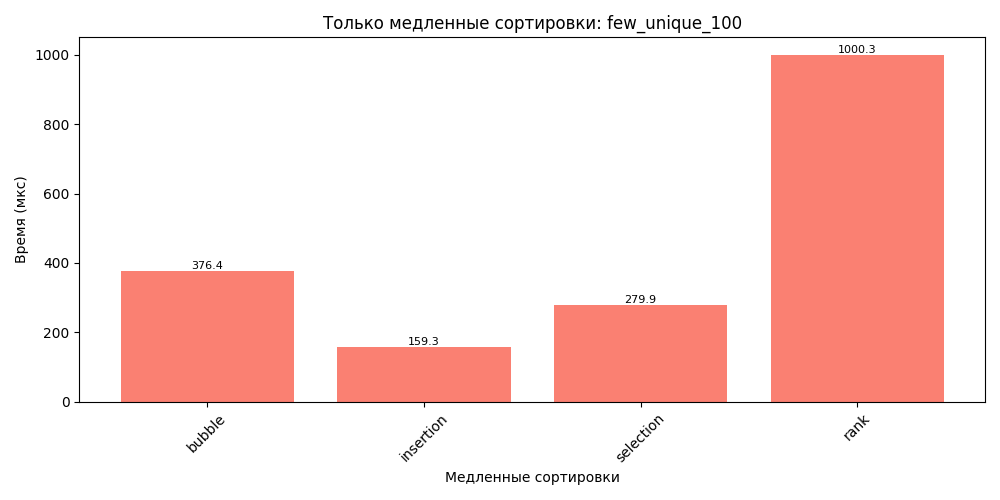 Только медленные сортировки: few_unique_100
Время (мкс)
1000
800
600
400
200
0
376.4
159.3
279.9
1000.3
bubble
insertion
selection
rank
Медленные сортировки